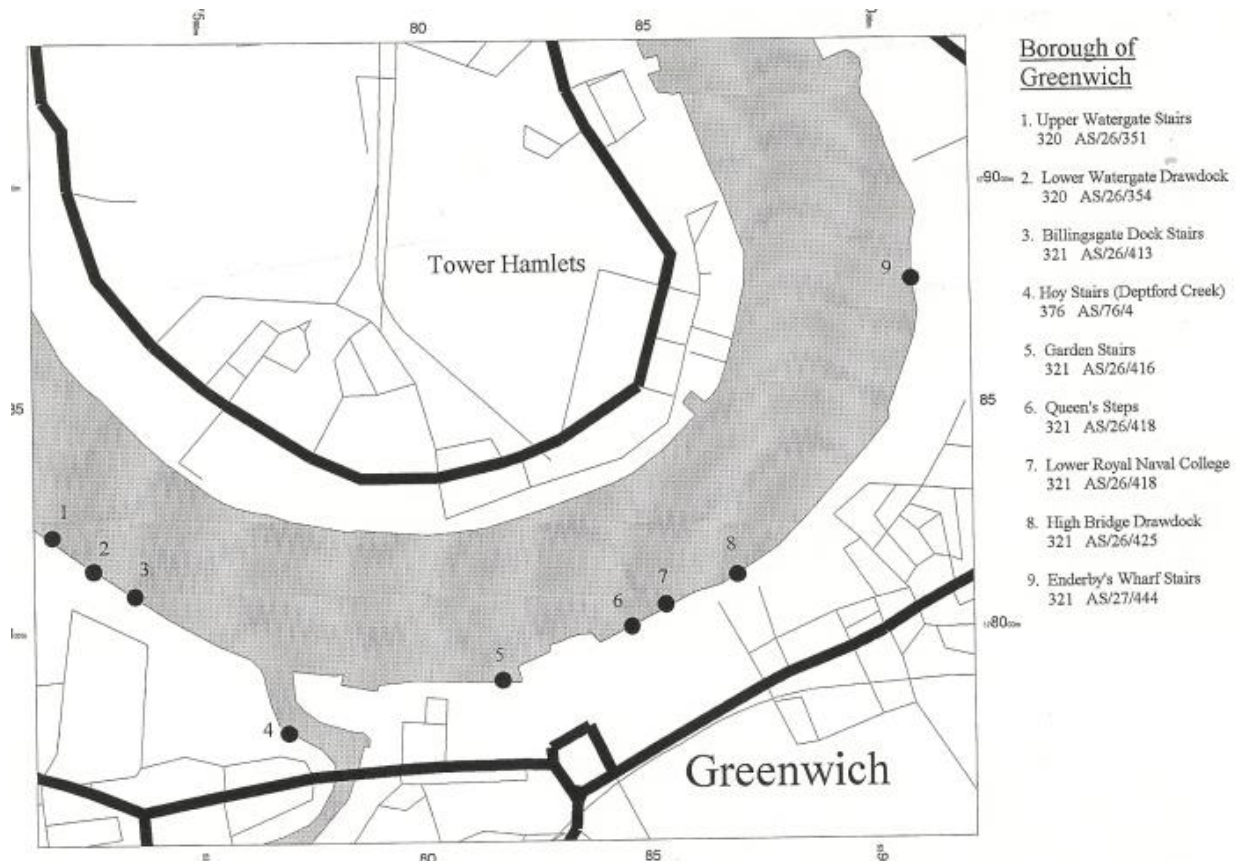 80
85
Borough of
Greenwich
1. Upper Watergate Stairs
320 AS/26/351
90
2. Lower Watergate Drawdock
320 AS/26/354
3. Billingsgate Dock Stairs
321 AS/26/413
Tower Hamlets
9
4. Hoy Stairs (Deptford Creek)
376 AS/76/4
5. Garden Stairs
321 AS/26/416
85
85
6. Queen's Steps
321 AS/26/418
7. Lower Royal Naval College
321 AS/26/418
1
2
3
8
8. High Bridge Drawdock
321 AS/26/425
7
6
9. Enderby's Wharf Stairs
321 AS/27/444
80
5
4
Greenwich
80
85